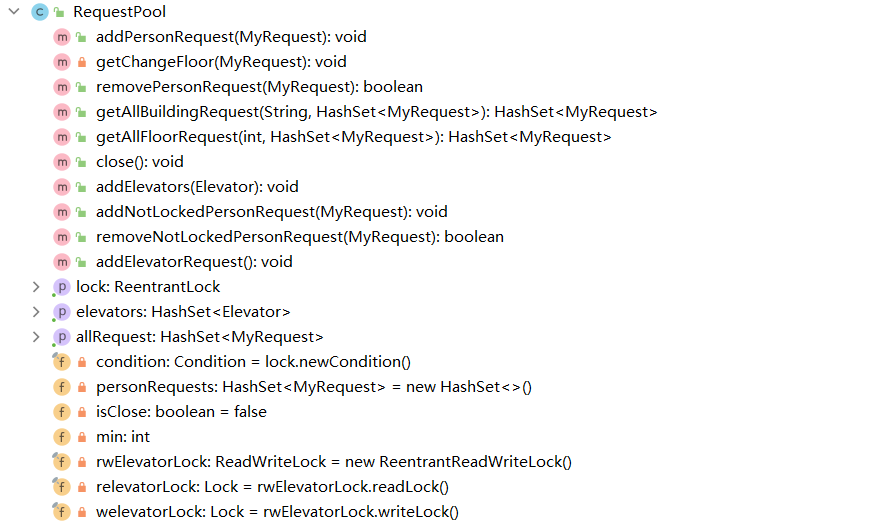 RequestPool
addPersonRequest(MyRequest): void
getChangeFloor(MyRequest): void
removePersonRequest(MyRequest): boolean
getAllBuildingRequest(String, HashSet<MyRequest>): HashSet<MyRequest>
getAllFloorRequest(int, HashSet<MyRequest>): HashSet<MyRequest>
close(): void
addElevators(Elevator): void
addNotLockedPersonRequest(MyRequest): void
removeNotLockedPersonRequest(MyRequest): boolean
addElevatorRequest(): void
lock: ReentrantLock
elevators: HashSet<Elevator>
allRequest: HashSet<MyRequest>
condition: Condition = lock.newCondition()
personRequests: HashSet<MyRequest> = new HashSet<>()
isClose: boolean = false
min: int
rwElevatorLock: ReadWriteLock = new ReentrantReadWriteLock()
relevatorLock: Lock = rwElevatorLock.readLock()
welevatorLock: Lock = rwElevatorLock.writeLock()